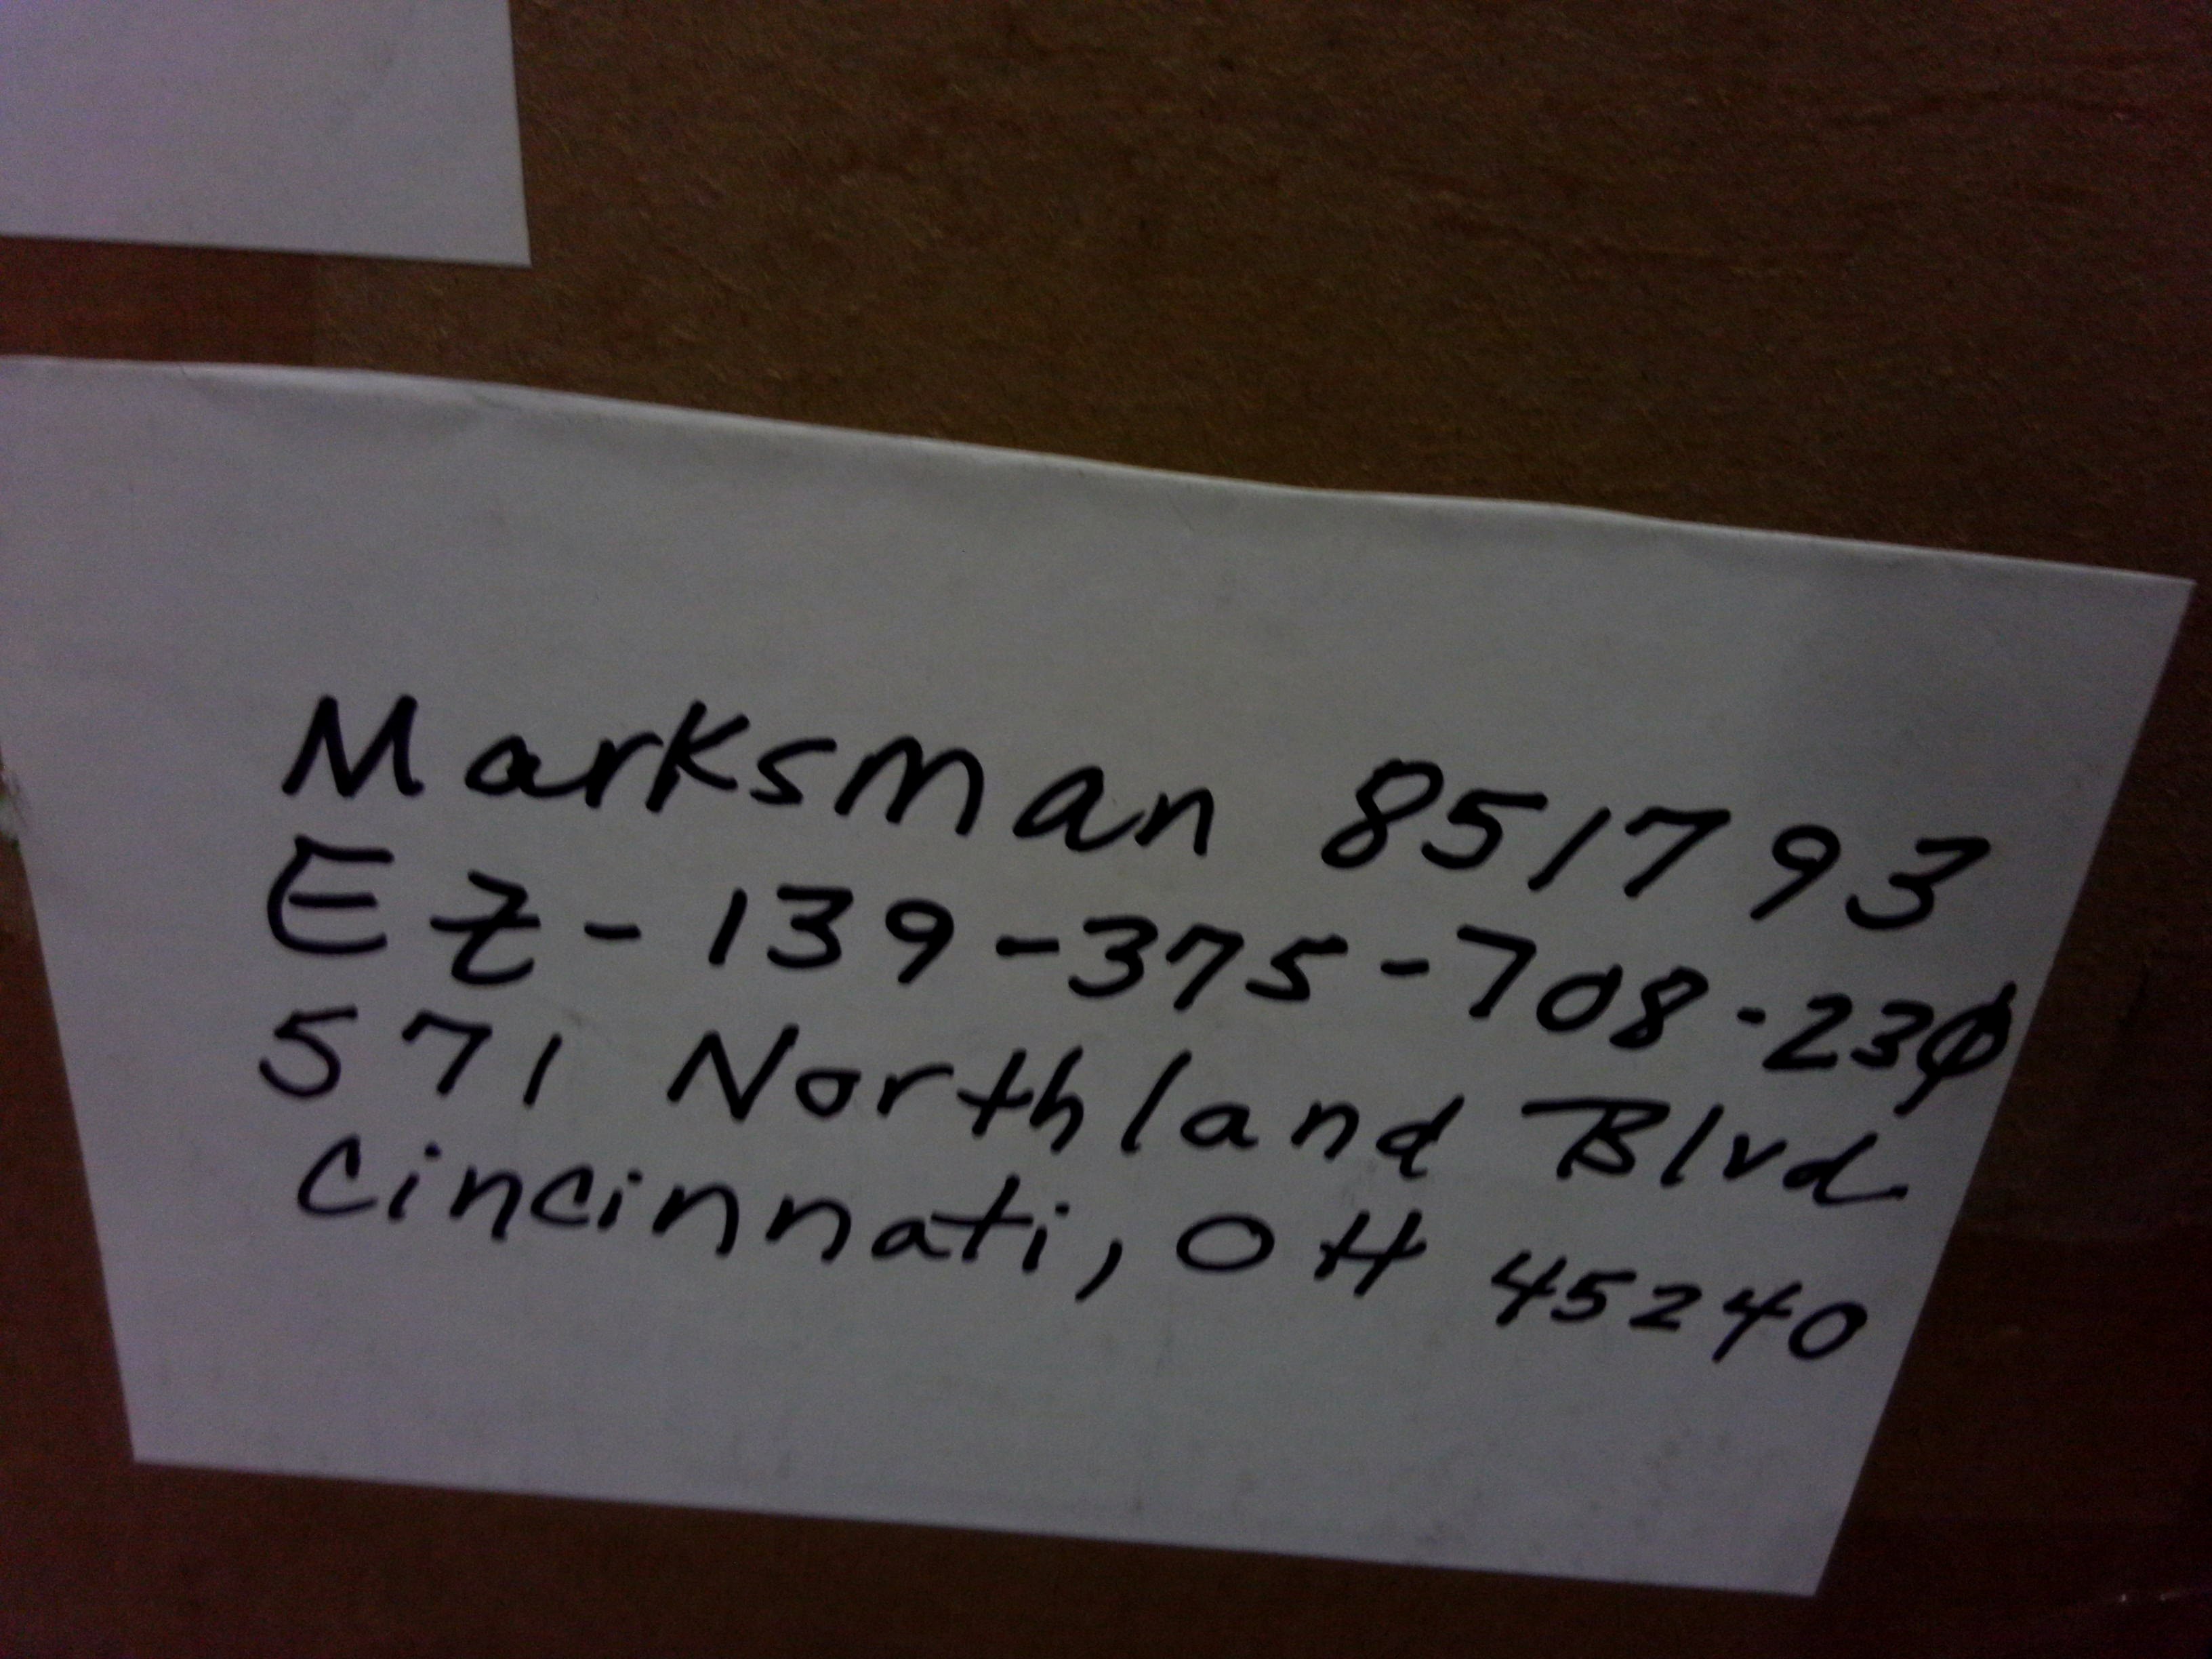 Marksman 851793
EZ-139-375-708-230
571 Northland Blvd
Cincinnati, OH 45240